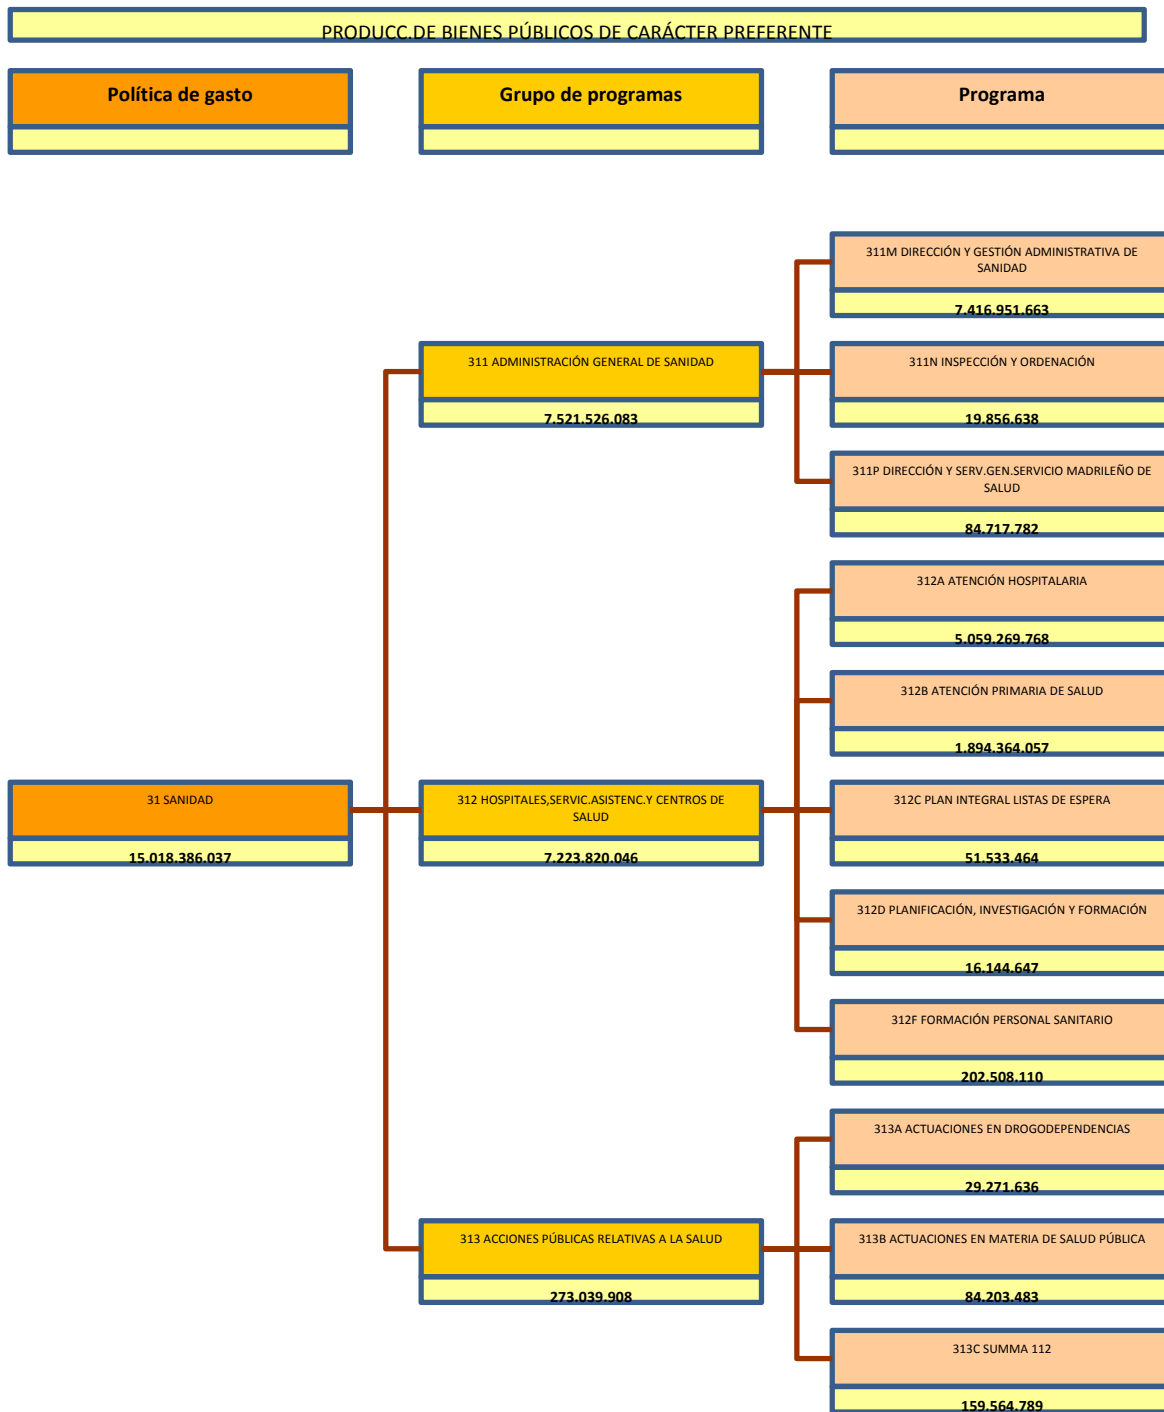 PRODUCC.DE BIENES PÚBLICOS DE CARÁCTER PREFERENTE
Política de gasto
Grupo de programas
Programa
311M DIRECCIÓN Y GESTIÓN ADMINISTRATIVA DE
SANIDAD
7.416.951.663
311 ADMINISTRACIÓN GENERAL DE SANIDAD
7.521.526.083
311N INSPECCIÓN Y ORDENACIÓN
19.856.638
311P DIRECCIÓN Y SERV.GEN.SERVICIO MADRILEÑO DE
SALUD
84.717.782
312A ATENCIÓN HOSPITALARIA
5.059.269.768
312B ATENCIÓN PRIMARIA DE SALUD
1.894.364.057
31 SANIDAD
15.018.386.037
312 HOSPITALES,SERVIC.ASISTENC.Y CENTROS DE
SALUD
7.223.820.046
312C PLAN INTEGRAL LISTAS DE ESPERA
51.533.464
312D PLANIFICACIÓN, INVESTIGACIÓN Y FORMACIÓN
16.144.647
312F FORMACIÓN PERSONAL SANITARIO
202.508.110
313A ACTUACIONES EN DROGODEPENDENCIAS
29.271.636
313 ACCIONES PÚBLICAS RELATIVAS A LA SALUD
273.039.908
313B ACTUACIONES EN MATERIA DE SALUD PÚBLICA
84.203.483
313C SUMMA 112
159.564.789